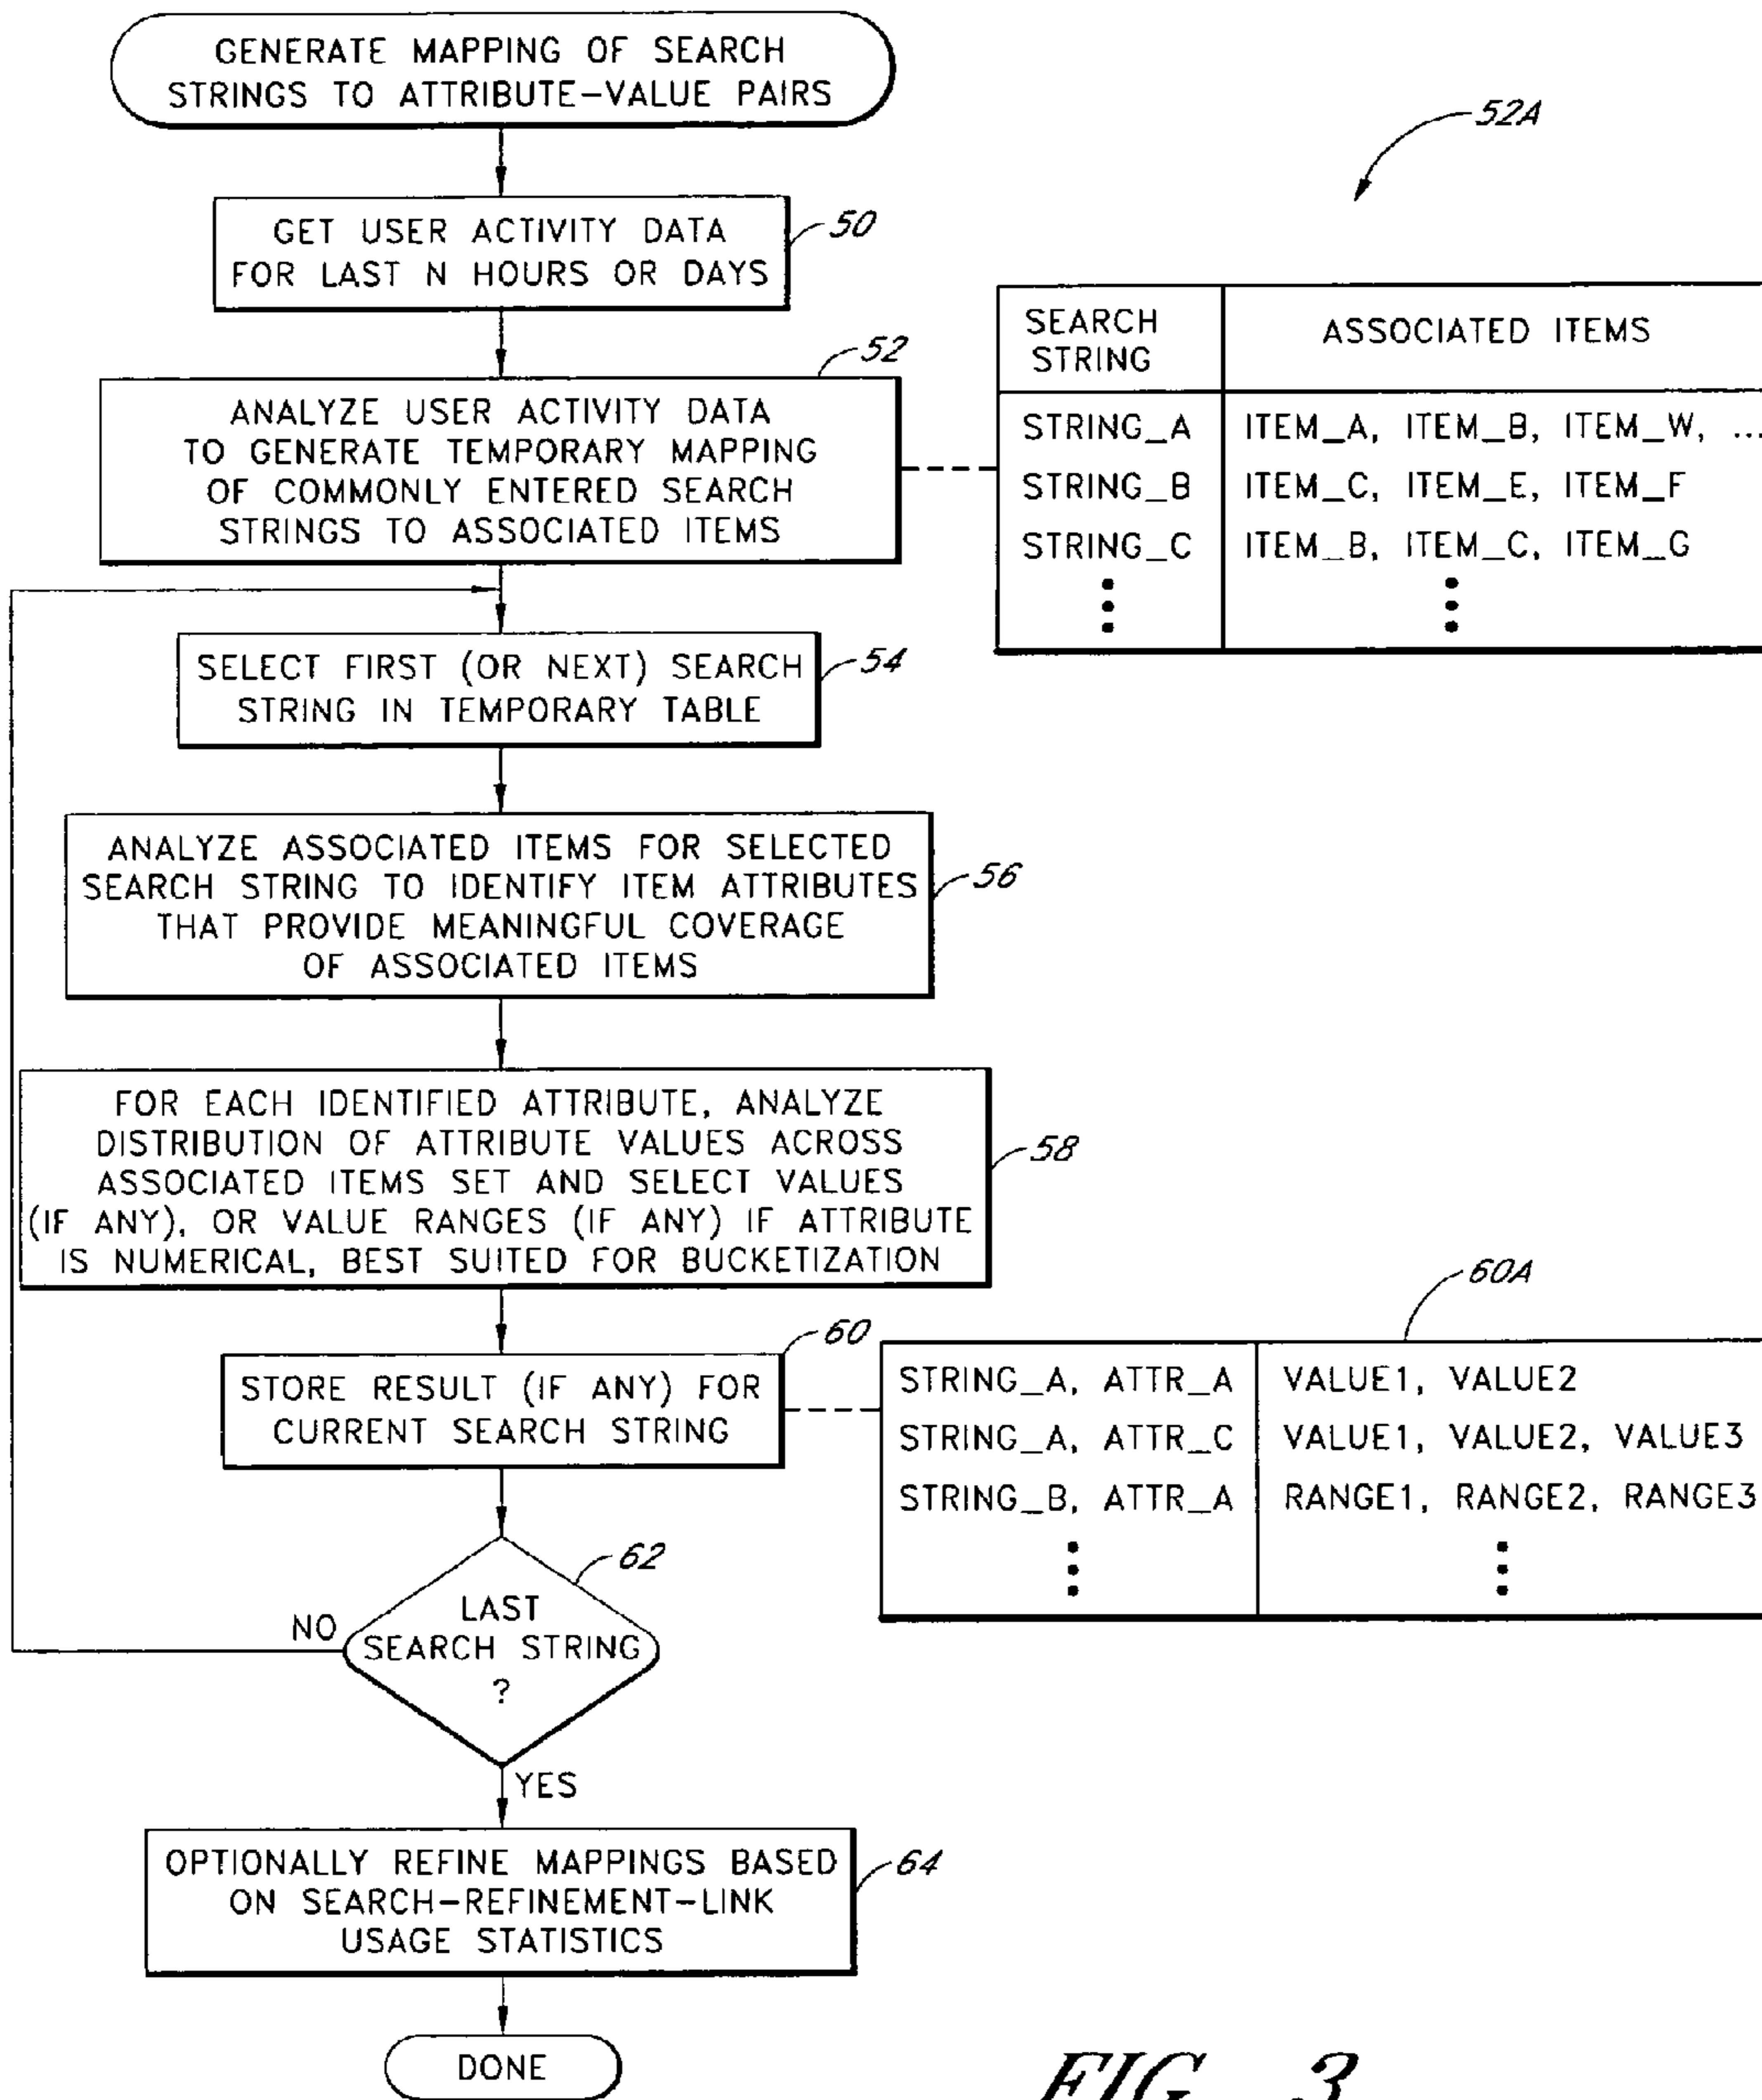 GENERATE MAPPING OF SEARCH
STRINGS TO ATTRIBUTE-VALUE PAIRS
52A
50
GET USER ACTIVITY DATA
FOR LAST N HOURS OR DAYS
52
ANALYZE USER ACTIVITY DATA
TO GENERATE TEMPORARY MAPPING
OF COMMONLY ENTERED SEARCH
STRINGS TO ASSOCIATED ITEMS
SEARCH
STRING
ASSOCIATED ITEMS
STRING_A ITEM_A, ITEM_B, ITEM_W, ...
STRING_B ITEM_C, ITEM_E, ITEM_F
STRING_C ITEM_B, ITEM_C, ITEM_G
54
SELECT FIRST (OR NEXT) SEARCH
STRING IN TEMPORARY TABLE
56
ANALYZE ASSOCIATED ITEMS FOR SELECTED
SEARCH STRING TO IDENTIFY ITEM ATTRIBUTES
THAT PROVIDE MEANINGFUL COVERAGE
OF ASSOCIATED ITEMS
58
FOR EACH IDENTIFIED ATTRIBUTE, ANALYZE
DISTRIBUTION OF ATTRIBUTE VALUES ACROSS
ASSOCIATED ITEMS SET AND SELECT VALUES
(IF ANY), OR VALUE RANGES (IF ANY) IF ATTRIBUTE
IS NUMERICAL, BEST SUITED FOR BUCKETIZATION
60
STORE RESULT (IF ANY) FOR
CURRENT SEARCH STRING
60A
STRING_A, ATTR_A VALUE1, VALUE2
STRING_A, ATTR_C VALUE1, VALUE2, VALUE3
STRING_B, ATTR_A RANGE1, RANGE2, RANGE3
62
LAST
SEARCH STRING
?
NO
YES
64
OPTIONALLY REFINE MAPPINGS BASED
ON SEARCH-REFINEMENT-LINK
USAGE STATISTICS
DONE
FIG. 3